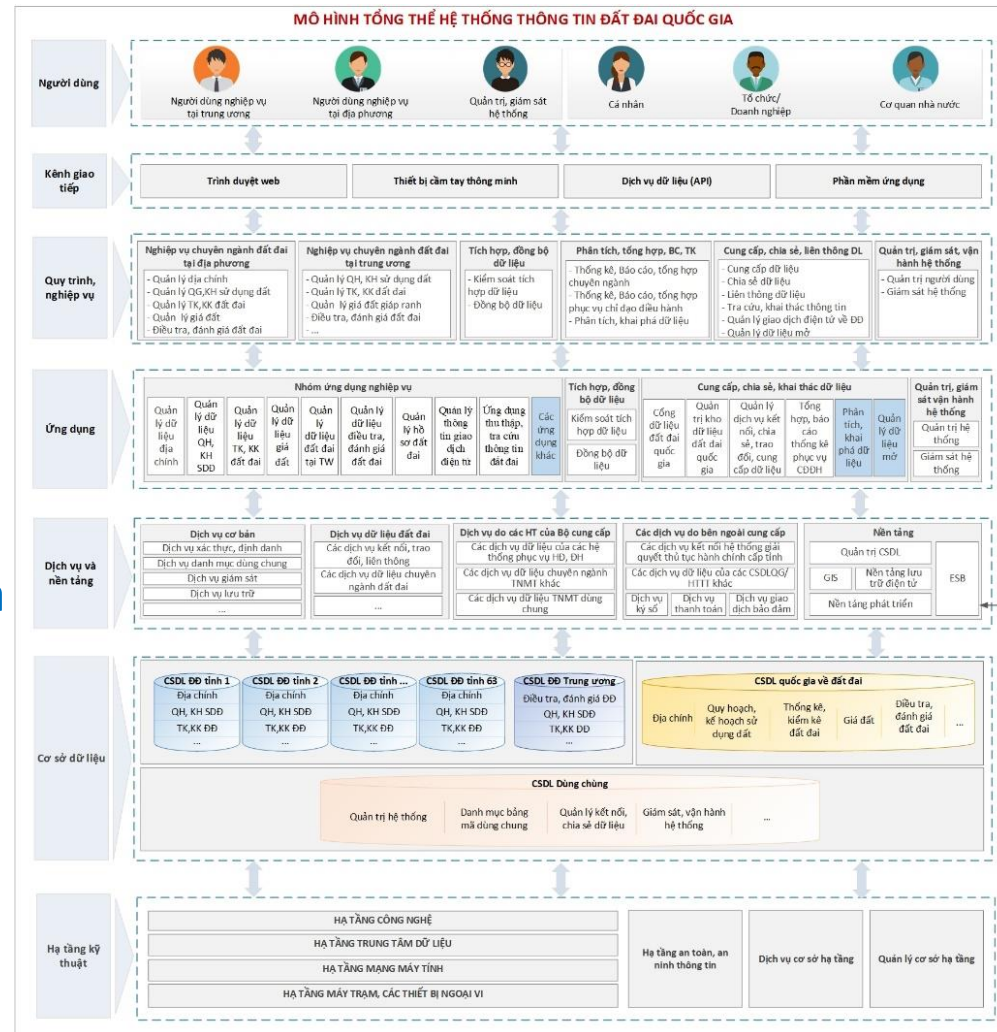 MÔ HÌNH TỔNG THỂ HỆ THỐNG THÔNG TIN ĐẤT ĐAI QUỐC GIA
Người dùng
Người dùng nghiệp vụ
tại trung ương
Người dùng nghiệp vụ
tại địa phương
Quản trị, giám sát
hệ thống
Cá nhân
Tổ chức/
Doanh nghiệp
Cơ quan nhà nước
Kênh giao
tiếp
Trình duyệt web
Thiết bị cầm tay thông minh
Dịch vụ dữ liệu (API)
Phần mềm ứng dụng
Quy trình,
nghiệp vụ
Nghiệp vụ chuyên ngành đất đai
tại địa phương
- Quản lý địa chính
- Quản lý QG,KH sử dụng đất
- Quản lý TK,KK đất đai
- Quản lý giá đất
- Điều tra, đánh giá đất đai
Nghiệp vụ chuyên ngành đất đai
tại trung ương
- Quản lý QH, KH sử dụng đất
- Quản lý TK, KK đất đai
- Quản lý giá đất giáp ranh
- Điều tra, đánh giá đất đai
- ...
Tích hợp, đồng bộ
dữ liệu
- Kiểm soát tích
hợp dữ liệu
- Đồng bộ dữ liệu
Phân tích, tổng hợp, BC, TK
- Thống kê, Báo cáo, tổng hợp
chuyên ngành
- Thống kê, Báo cáo, tổng hợp
phục vụ chỉ đạo điều hành
- Phân tích, khai phá dữ liệu
Cung cấp, chia sẻ, liên thông DL
- Cung cấp dữ liệu
- Chia sẻ dữ liệu
- Liên thông dữ liệu
- Tra cứu, khai thác thông tin
- Quản lý giao dịch điện tử về ĐĐ
- Quản lý dữ liệu mở
Quản trị, giám sát, vận
hành hệ thống
- Quản trị người dùng
- Giám sát hệ thống
Ứng dụng
Nhóm ứng dụng nghiệp vụ
Quản
lý dữ
liệu
địa
chính
Quản
lý dữ
liệu
QH,
KH
SDĐ
Quản
lý dữ
liệu
TK, KK
đất đai
Quản
lý dữ
liệu
giá
đất
Quản
lý dữ
liệu
đất đai
tại TW
Quản lý
dữ liệu
điều tra,
đánh giá
đất đai
Quản
lý hồ
sơ đất
đai
Quản lý
thông
tin giao
dịch
điện tử
Ứng dụng
thu thập,
tra cứu
thông tin
đất đai
Các
ứng
dụng
khác
Tích hợp, đồng
bộ dữ liệu
Kiểm soát tích
hợp dữ liệu
Đồng bộ dữ
liệu
Cung cấp, chia sẻ, khai thác dữ liệu
Cổng
dữ liệu
đất đai
quốc
gia
Quản
trị kho
dữ liệu
đất đai
quốc
gia
Quản lý
dịch vụ kết
nối, chia
sẻ, trao
đổi, cung
cấp dữ liệu
Tổng
hợp, báo
cáo
thống kê
phục vụ
CĐĐH
Phân
tích,
khai
phá dữ
liệu
Quản
lý dữ
liệu
mở
Quản trị, giám
sát vận hành
hệ thống
Quản trị hệ
thống
Giám sát hệ
thống
Dịch vụ và
nền tảng
Dịch vụ cơ bản
Dịch vụ xác thực, định danh
Dịch vụ danh mục dùng chung
Dịch vụ giám sát
Dịch vụ lưu trữ
...
Dịch vụ dữ liệu đất đai
Các dịch vụ kết nối, trao
đổi, liên thông
Các dịch vụ dữ liệu chuyên
ngành đất đai
...
Dịch vụ do các HT của Bộ cung cấp
Các dịch vụ dữ liệu của các hệ
thống phục vụ HĐ, ĐH
Các dịch vụ dữ liệu chuyên ngành
TNMT khác
Các dịch vụ dữ liệu TNMT dùng
chung
Các dịch vụ do bên ngoài cung cấp
Các dịch vụ kết nối hệ thống giải
quyết thủ tục hành chính cấp tỉnh
Các dịch vụ dữ liệu của các CSDLQG/
HTTT khác
Dịch vụ
ký số
Dịch vụ
thanh toán
Dịch vụ giao
dịch bảo đảm
Nền tảng
Quản trị CSDL
GIS
Nền tảng lưu
trữ điện tử
Nền tảng phát triển
ESB
n
Cơ sở dữ liệu
CSDL ĐĐ tỉnh 1
Địa chính
QH, KH SDĐ
TK,KK ĐĐ
...
CSDL ĐĐ tỉnh 2
Địa chính
QH, KH SDĐ
TK,KK ĐĐ
...
CSDL ĐĐ tỉnh ...
Địa chính
QH, KH SDĐ
TK,KK ĐĐ
...
CSDL ĐĐ tỉnh 63
Địa chính
QH, KH SDĐ
TK,KK ĐĐ
...
CSDL ĐĐ Trung ương
Điều tra, đánh giá ĐĐ
QH, KH SDĐ
TK,KK ĐĐ
...
CSDL quốc gia về đất đai
Địa chính
Quy hoạch,
kế hoạch sử
dụng đất
Thống kê,
kiểm kê
đất đai
Giá đất
Điều tra,
đánh giá
đất đai
...
CSDL Dùng chùng
Quản trị hệ thống
Danh mục bảng
mã dùng chung
Quản lý kết nối,
chia sẻ dữ liệu
Giám sát, vận hành
hệ thống
...
Hạ tầng kỹ
thuật
HẠ TẦNG CÔNG NGHỆ
HẠ TẦNG TRUNG TÂM DỮ LIỆU
HẠ TẦNG MẠNG MÁY TÍNH
HẠ TẦNG MÁY TRẠM, CÁC THIẾT BỊ NGOẠI VI
Hạ tầng an toàn, an
ninh thông tin
Dịch vụ cơ sở hạ tầng
Quản lý cơ sở hạ tầng